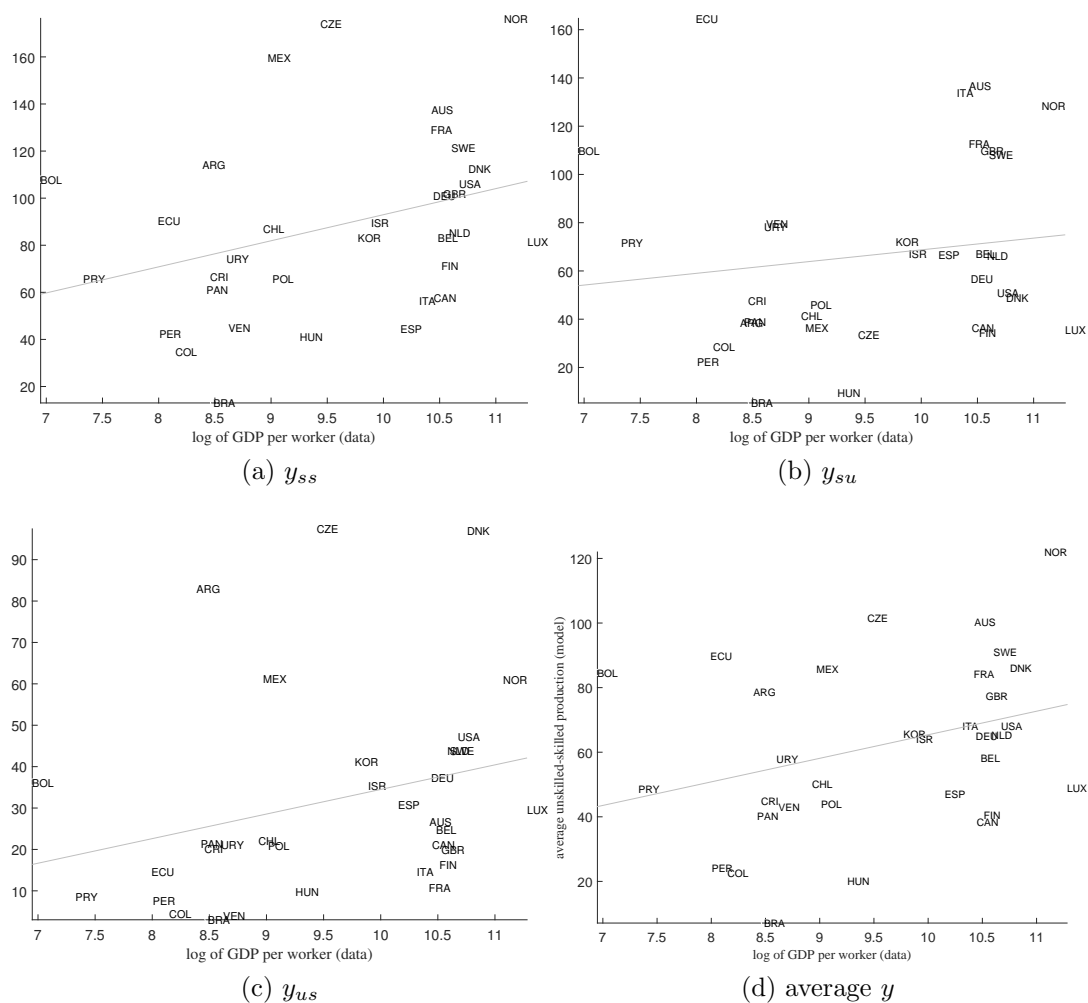 NOR
CZE
160
MEX
140
AUS
FRA
120
SWE
ARG
DNK
BOL
USA
100
DEU GBR
ECU
ISR
CHL
NLD
80
KOR
BEL
LUX
URY
FIN
PRY
CRI
POL
60
PAN
ITA CAN
VEN
ESP
40
PER
HUN
COL
20
BRA
7 7.5 8 8.5 9 9.5 10 10.5 11
log of GDP per worker (data)
(a) yss
ECU
160
140
AUS
ITA
NOR
120
FRA
BOL
GBR
SWE
100
80
VEN
URY
PRY
KOR
ISR ESP BEL NLD
60
DEU
USA
CRI
DNK
POL
CHL
40
ARG PAN
MEX
CAN
LUX
CZE
FIN
COL
PER
20
HUN
BRA
7 7.5 8 8.5 9 9.5 10 10.5 11
log of GDP per worker (data)
(b) ysu
CZE
DNK
90
ARG
80
70
MEX
NOR
60
50
USA
NLD SWE
40
KOR
DEU
BOL
ISR
30
ESP
LUX
AUS
BEL
20
PAN URY CHL
CRI POL
CAN
GBR
FIN
ECU
ITA
10
PRY
HUN
FRA
PER
COL
VEN
BRA
7 7.5 8 8.5 9 9.5 10 10.5 11
log of GDP per worker (data)
(c) yus
average unskilled-skilled production (model)
120
NOR
CZE
100
AUS
SWE
ECU
DNK
BOL
MEX
FRA
80
ARG
GBR
ITA USA
KOR ISR
DEU NLD
60
URY
BEL
PRY
CHL
ESP
LUX
CRI
VEN POL
40
PAN
FIN
CAN
PER COL
20
HUN
BRA
7 7.5 8 8.5 9 9.5 10 10.5 11
log of GDP per worker (data)
(d) average y